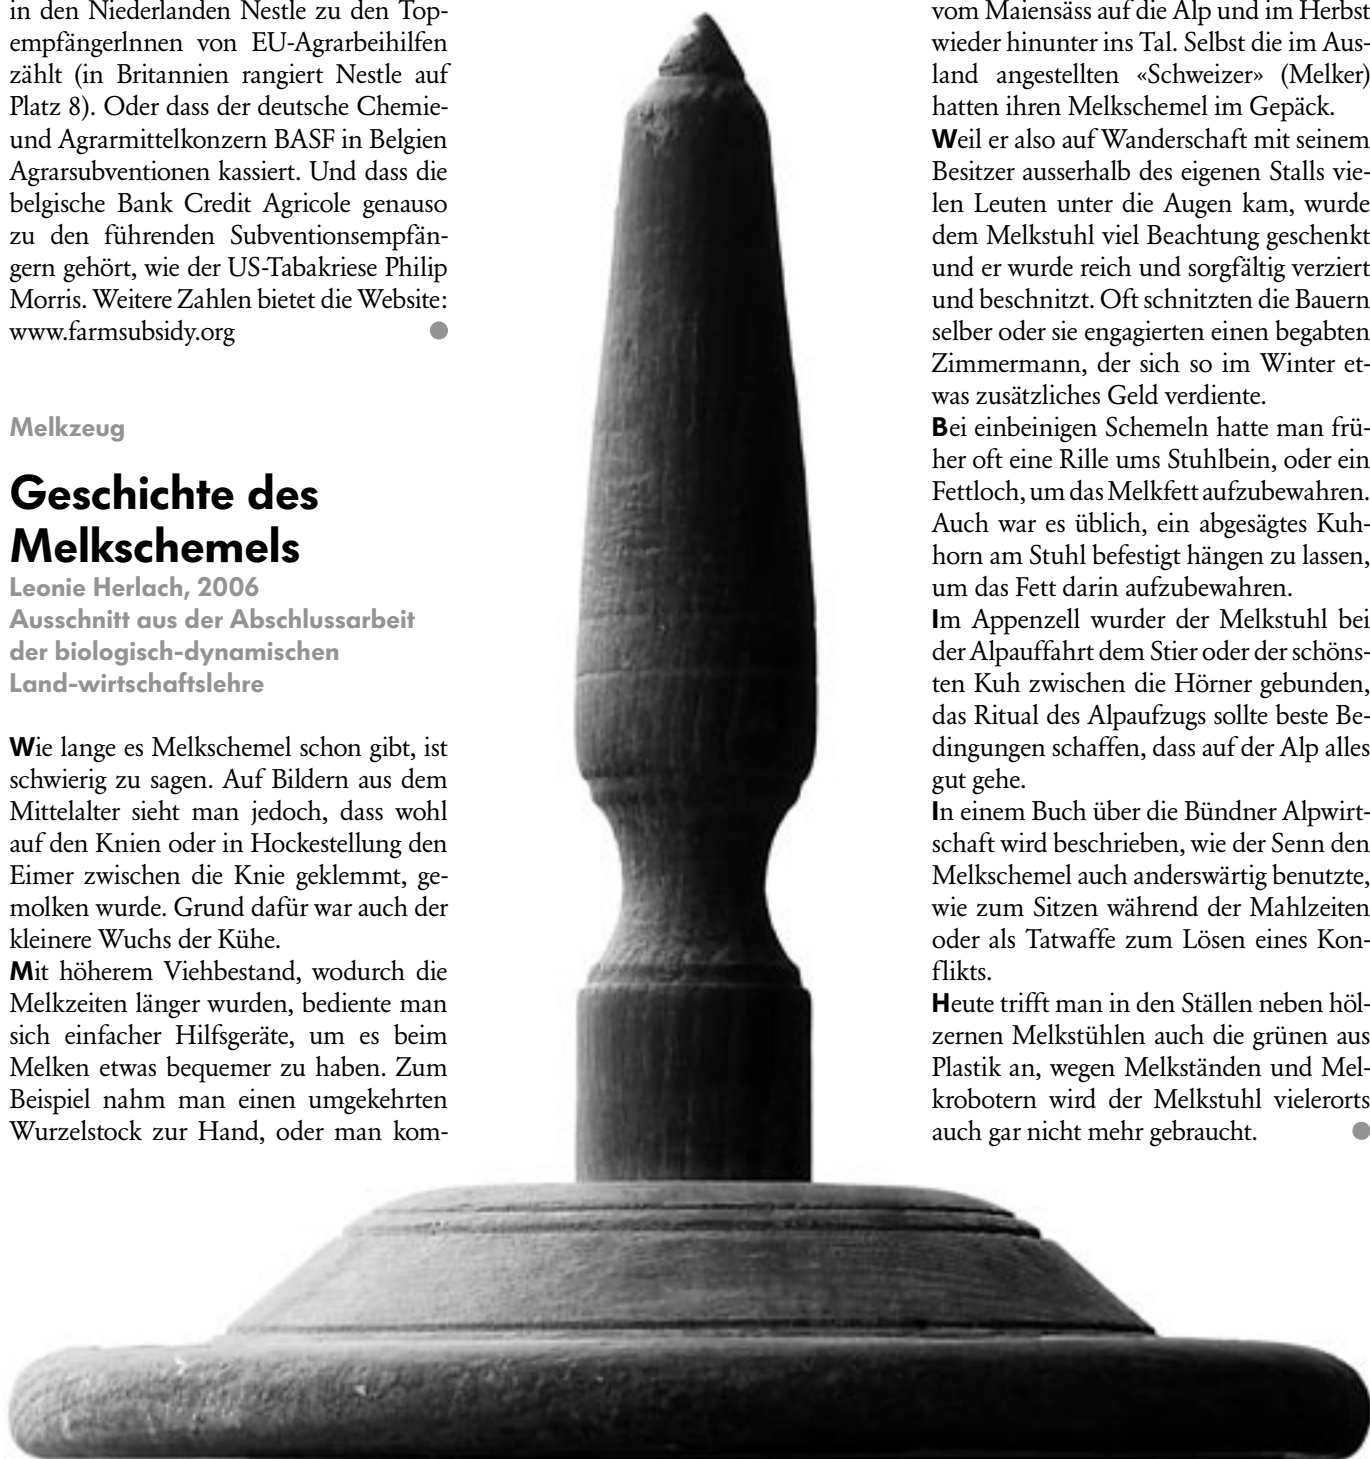 in den Niederlanden Nestle zu den Top-
empfängerInnen von EU-Agrarbeihilfen
zählt (in Britannien rangiert Nestle auf
Platz 8). Oder dass der deutsche Chemie-
und Agrarmittelkonzern BASF in Belgien
Agrarsubventionen kassiert. Und dass die
belgische Bank Credit Agricole genauso
zu den führenden Subventionsempfän-
gern gehört, wie der US-Tabakriese Philip
Morris. Weitere Zahlen bietet die Website:
www.farmsubsidy.org
Melkzeug
Geschichte des
Melkschemels
Leonie Herlach, 2006
Ausschnitt aus der Abschlussarbeit
der biologisch-dynamischen
Land-wirtschaftslehre
Wie lange es Melkschemel schon gibt, ist
schwierig zu sagen. Auf Bildern aus dem
Mittelalter sieht man jedoch, dass wohl
auf den Knien oder in Hockestellung den
Eimer zwischen die Knie geklemmt, ge-
molken wurde. Grund dafür war auch der
kleinere Wuchs der Kühe.
Mit höherem Viehbestand, wodurch die
Melkzeiten länger wurden, bediente man
sich einfacher Hilfsgeräte, um es beim
Melken etwas bequemer zu haben. Zum
Beispiel nahm man einen umgekehrten
Wurzelstock zur Hand, oder man kom-
vom Maiensäss auf die Alp und im Herbst
wieder hinunter ins Tal. Selbst die im Aus-
land angestellten «Schweizer» (Melker)
hatten ihren Melkschemel im Gepäck.
Weil er also auf Wanderschaft mit seinem
Besitzer ausserhalb des eigenen Stalls vie-
len Leuten unter die Augen kam, wurde
dem Melkstuhl viel Beachtung geschenkt
und er wurde reich und sorgfältig verziert
und beschnitzt. Oft schnitzten die Bauern
selber oder sie engagierten einen begabten
Zimmermann, der sich so im Winter et-
was zusätzliches Geld verdiente.
Bei einbeinigen Schemeln hatte man frü-
her oft eine Rille ums Stuhlbein, oder ein
Fettloch, um das Melkfett aufzubewahren.
Auch war es üblich, ein abgesägtes Kuh-
horn am Stuhl befestigt hängen zu lassen,
um das Fett darin aufzubewahren.
Im Appenzell wurder der Melkstuhl bei
der Alpauffahrt dem Stier oder der schöns-
ten Kuh zwischen die Hörner gebunden,
das Ritual des Alpaufzugs sollte beste Be-
dingungen schaffen, dass auf der Alp alles
gut gehe.
In einem Buch über die Bündner Alpwirt-
schaft wird beschrieben, wie der Senn den
Melkschemel auch anderswärtig benutzte,
wie zum Sitzen während der Mahlzeiten
oder als Tatwaffe zum Lösen eines Kon-
flikts.
Heute trifft man in den Ställen neben höl-
zernen Melkstühlen auch die grünen aus
Plastik an, wegen Melkständen und Mel-
krobotern wird der Melkstuhl vielerorts
auch gar nicht mehr gebraucht.